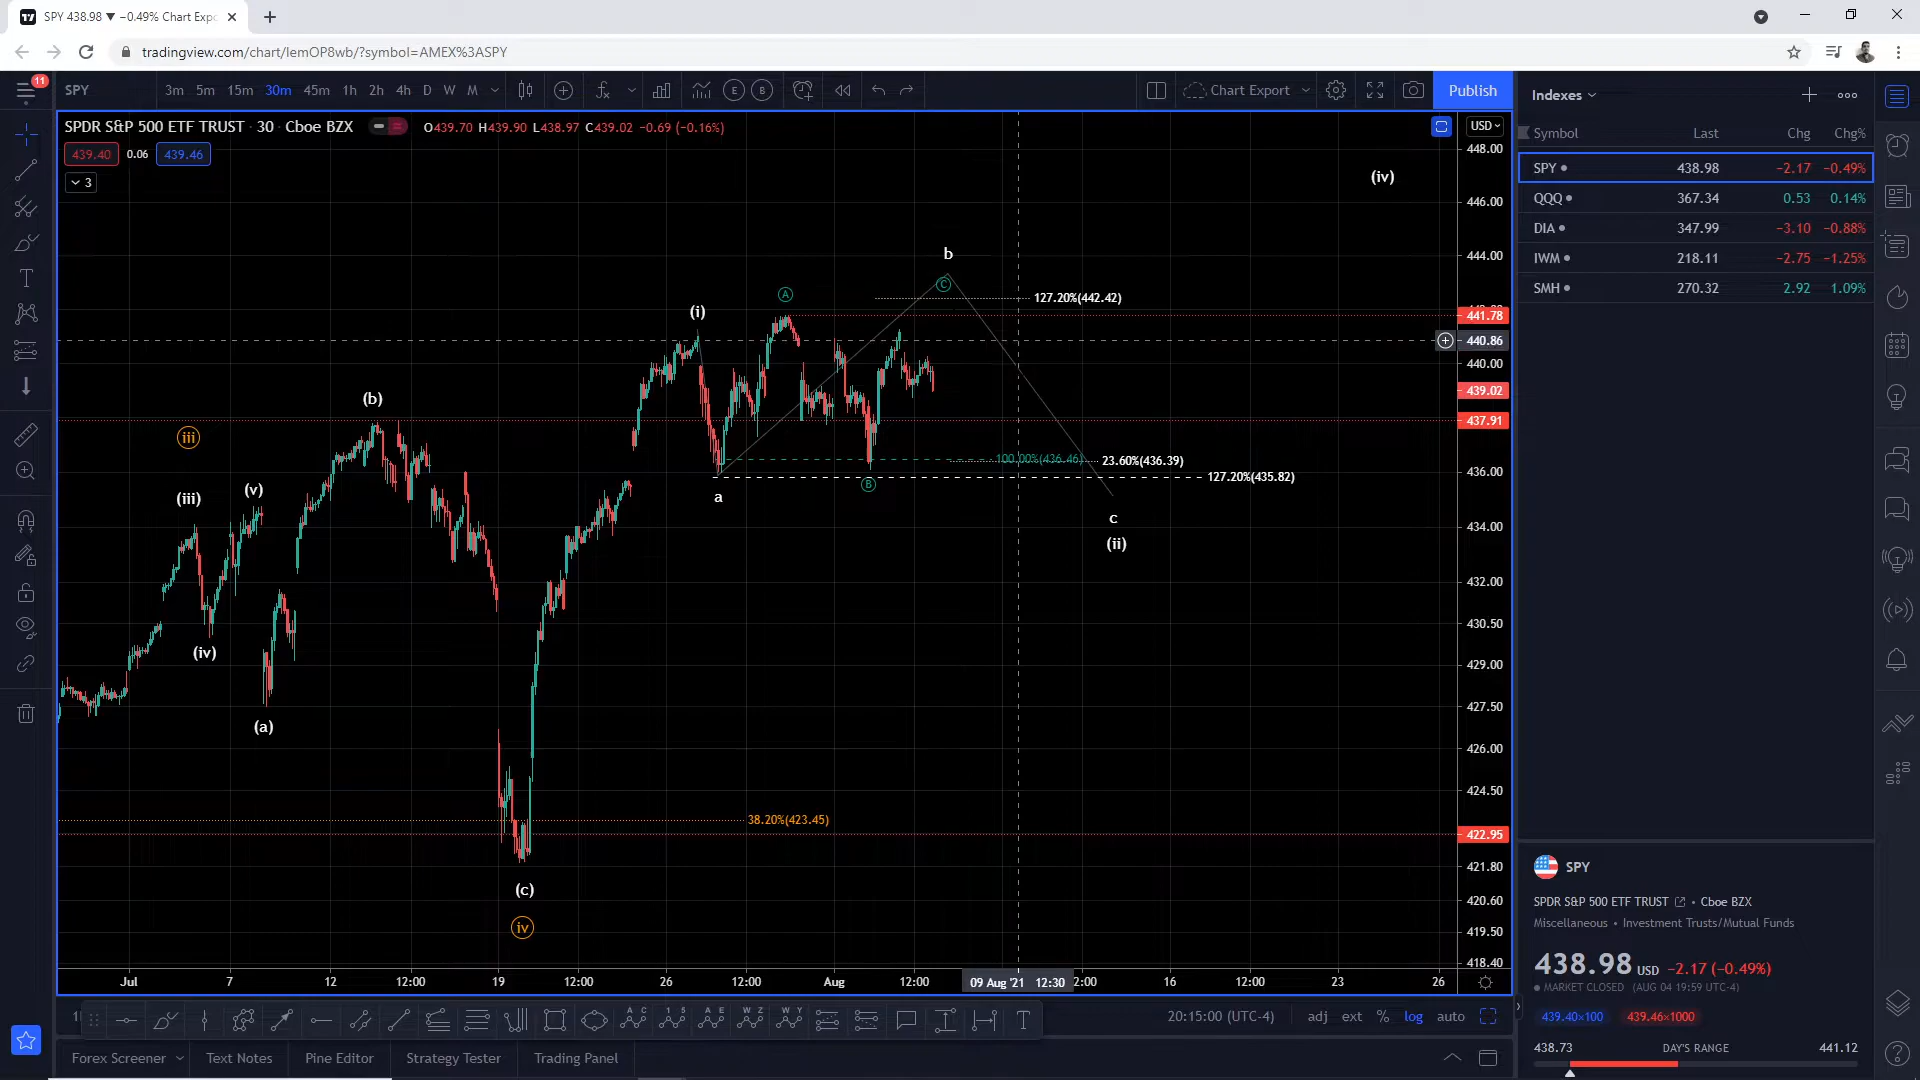 SPY 438.98 ▼ −0.49% Chart Expo
tradingview.com/chart/lemOP8wb/?symbol=AMEX%3ASPY
11
SPY 3m 5m 15m 30m 45m 1h 2h 4h D W M E B Chart Export Publish
SPDR S&P 500 ETF TRUST · 30 · Cboe BZX O439.70 H439.90 L438.97 C439.02 −0.69 (−0.16%)
439.40 0.06 439.46
3
USD
448.00
446.00
444.00
441.78
440.86
440.00
439.02
437.91
436.00
434.00
432.00
430.50
429.00
427.50
426.00
424.50
422.95
421.80
420.60
419.50
418.40
(iv)
b
C
127.20%(442.42)
A
(i)
(b)
iii
(iii)
(v)
100.00%(436.46)
23.60%(436.39)
127.20%(435.82)
B
a
c
(ii)
(iv)
(a)
38.20%(423.45)
(c)
iv
Jul 7 12 12:00 19 12:00 26 12:00 Aug 12:00 09 Aug '21 12:30 2:00 16 12:00 23 26
20:15:00 (UTC-4) adj ext % log auto
Forex Screener Text Notes Pine Editor Strategy Tester Trading Panel
Indexes
Symbol Last Chg Chg%
SPY 438.98 −2.17 −0.49%
QQQ 367.34 0.53 0.14%
DIA 347.99 −3.10 −0.88%
IWM 218.11 −2.75 −1.25%
SMH 270.32 2.92 1.09%
SPY
SPDR S&P 500 ETF TRUST • Cboe BZX
Miscellaneous • Investment Trusts/Mutual Funds
438.98 USD −2.17 (−0.49%)
MARKET CLOSED (AUG 04 19:59 UTC-4)
439.40×100 439.46×1000
438.73 DAY'S RANGE 441.12